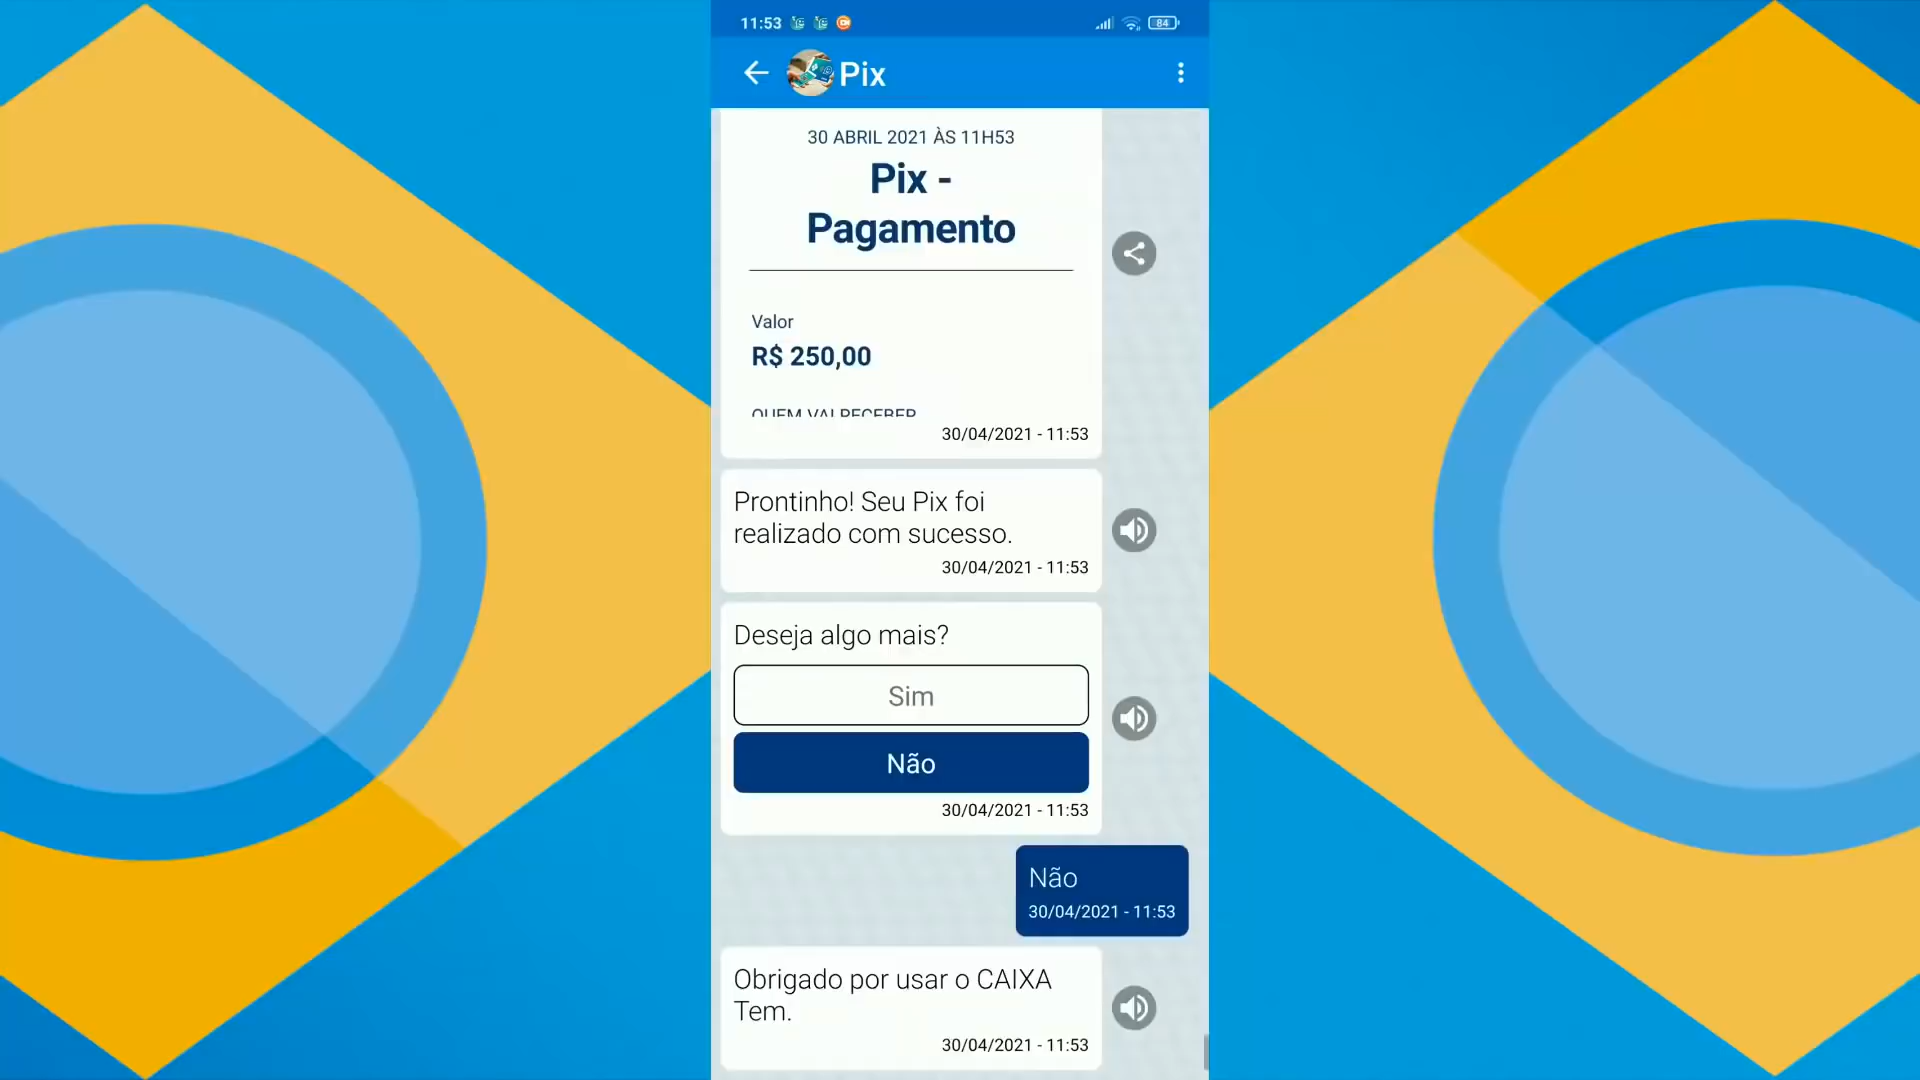 11:53
84
Pix
30 ABRIL 2021 ÀS 11H53
Pix -
Pagamento
Valor
R$ 250,00
QUEM VAI RECEBER
30/04/2021 - 11:53
Prontinho! Seu Pix foi
realizado com sucesso.
30/04/2021 - 11:53
Deseja algo mais?
Sim
Não
30/04/2021 - 11:53
Não
30/04/2021 - 11:53
Obrigado por usar o CAIXA
Tem.
30/04/2021 - 11:53